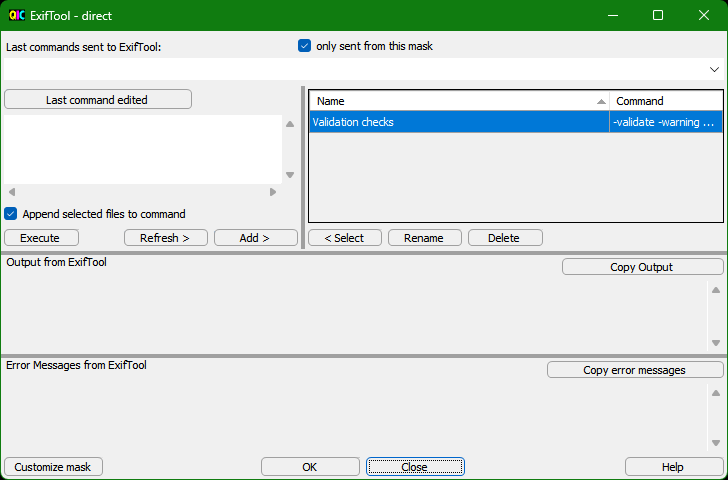 QIC ExifTool - direct
Last commands sent to ExifTool:
only sent from this mask
Last command edited
Name
Command
Validation checks
-validate -warning ...
Append selected files to command
Execute
Refresh >
Add >
< Select
Rename
Delete
Output from ExifTool
Copy Output
Error Messages from ExifTool
Copy error messages
Customize mask
OK
Close
Help